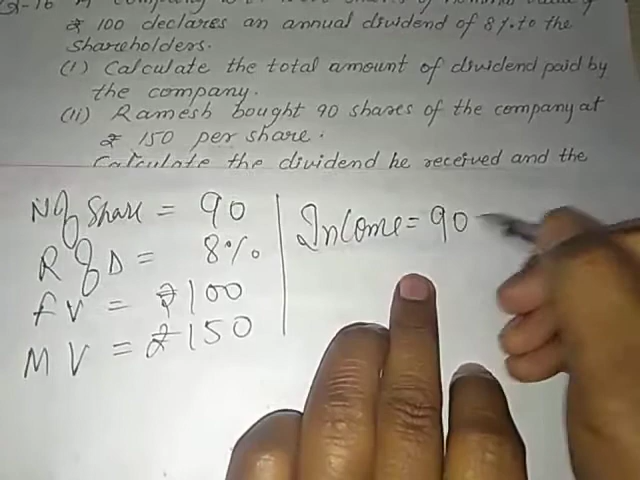 ₹ 100 declares an annual dividend of 8% to the
shareholders.
(i) Calculate the total amount of dividend paid by
the company.
(ii) Ramesh bought 90 shares of the company at
₹ 150 per share.
Calculate the dividend he received and the
N of Share = 90
R of D = 8%
FV = ₹100
MV = ₹150
Income = 90